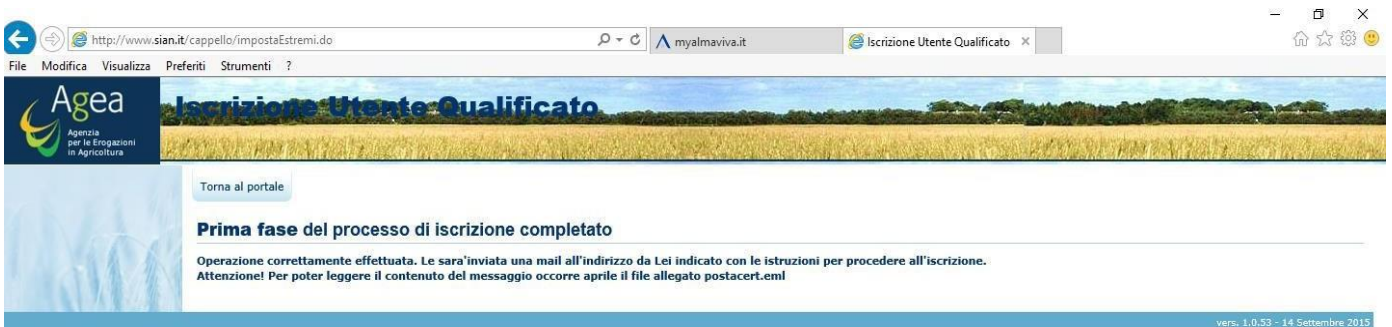 http://www.sian.it/cappello/impostaEstremi.do
myalmaviva.it
Iscrizione Utente Qualificato
File Modifica Visualizza Preferiti Strumenti ?
Agea
Agenzia
per le Erogazioni
in Agricoltura
Iscrizione Utente Qualificato
Torna al portale
Prima fase del processo di iscrizione completato
Operazione correttamente effettuata. Le sara'inviata una mail all'indirizzo da Lei indicato con le istruzioni per procedere all'iscrizione.
Attenzione! Per poter leggere il contenuto del messaggio occorre aprile il file allegato postacert.eml
vers. 1.0.53 - 14 Settembre 2015